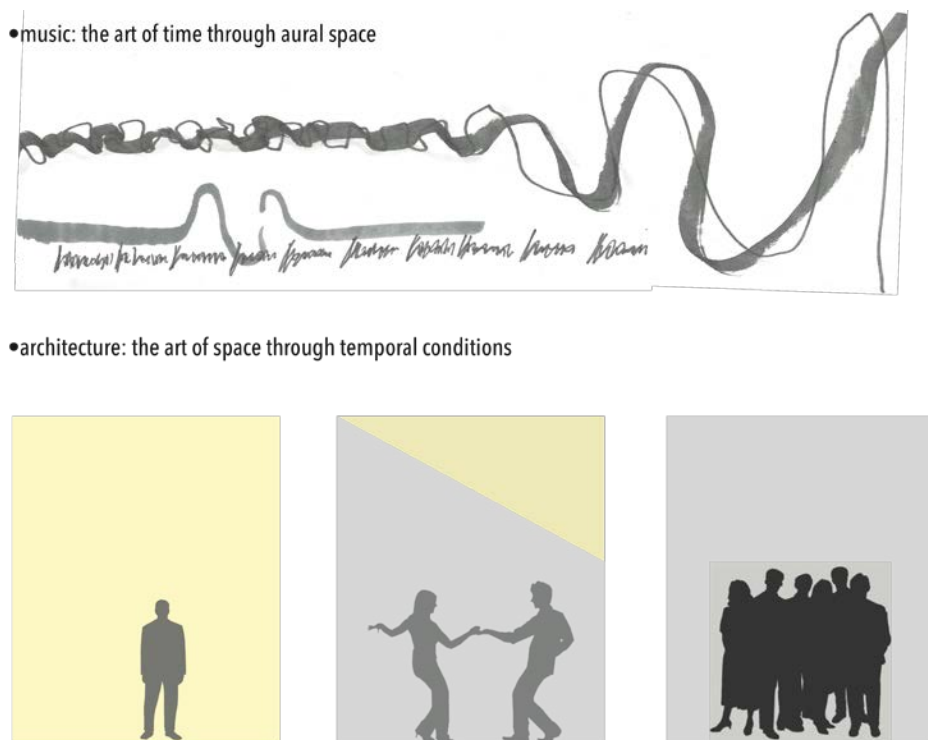 •music: the art of time through aural space
•architecture: the art of space through temporal conditions